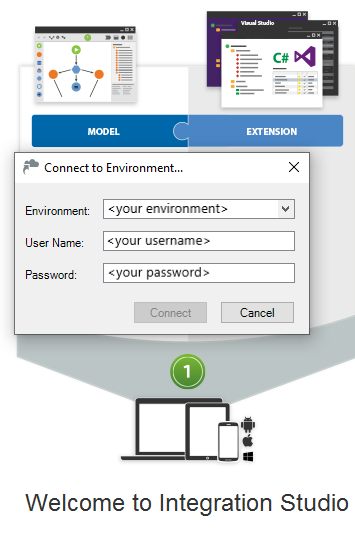 Visual Studio
C#
MODEL
EXTENSION
Connect to Environment...
Environment: <your environment>
User Name: <your username>
Password: <your password>
Connect
Cancel
1
Welcome to Integration Studio